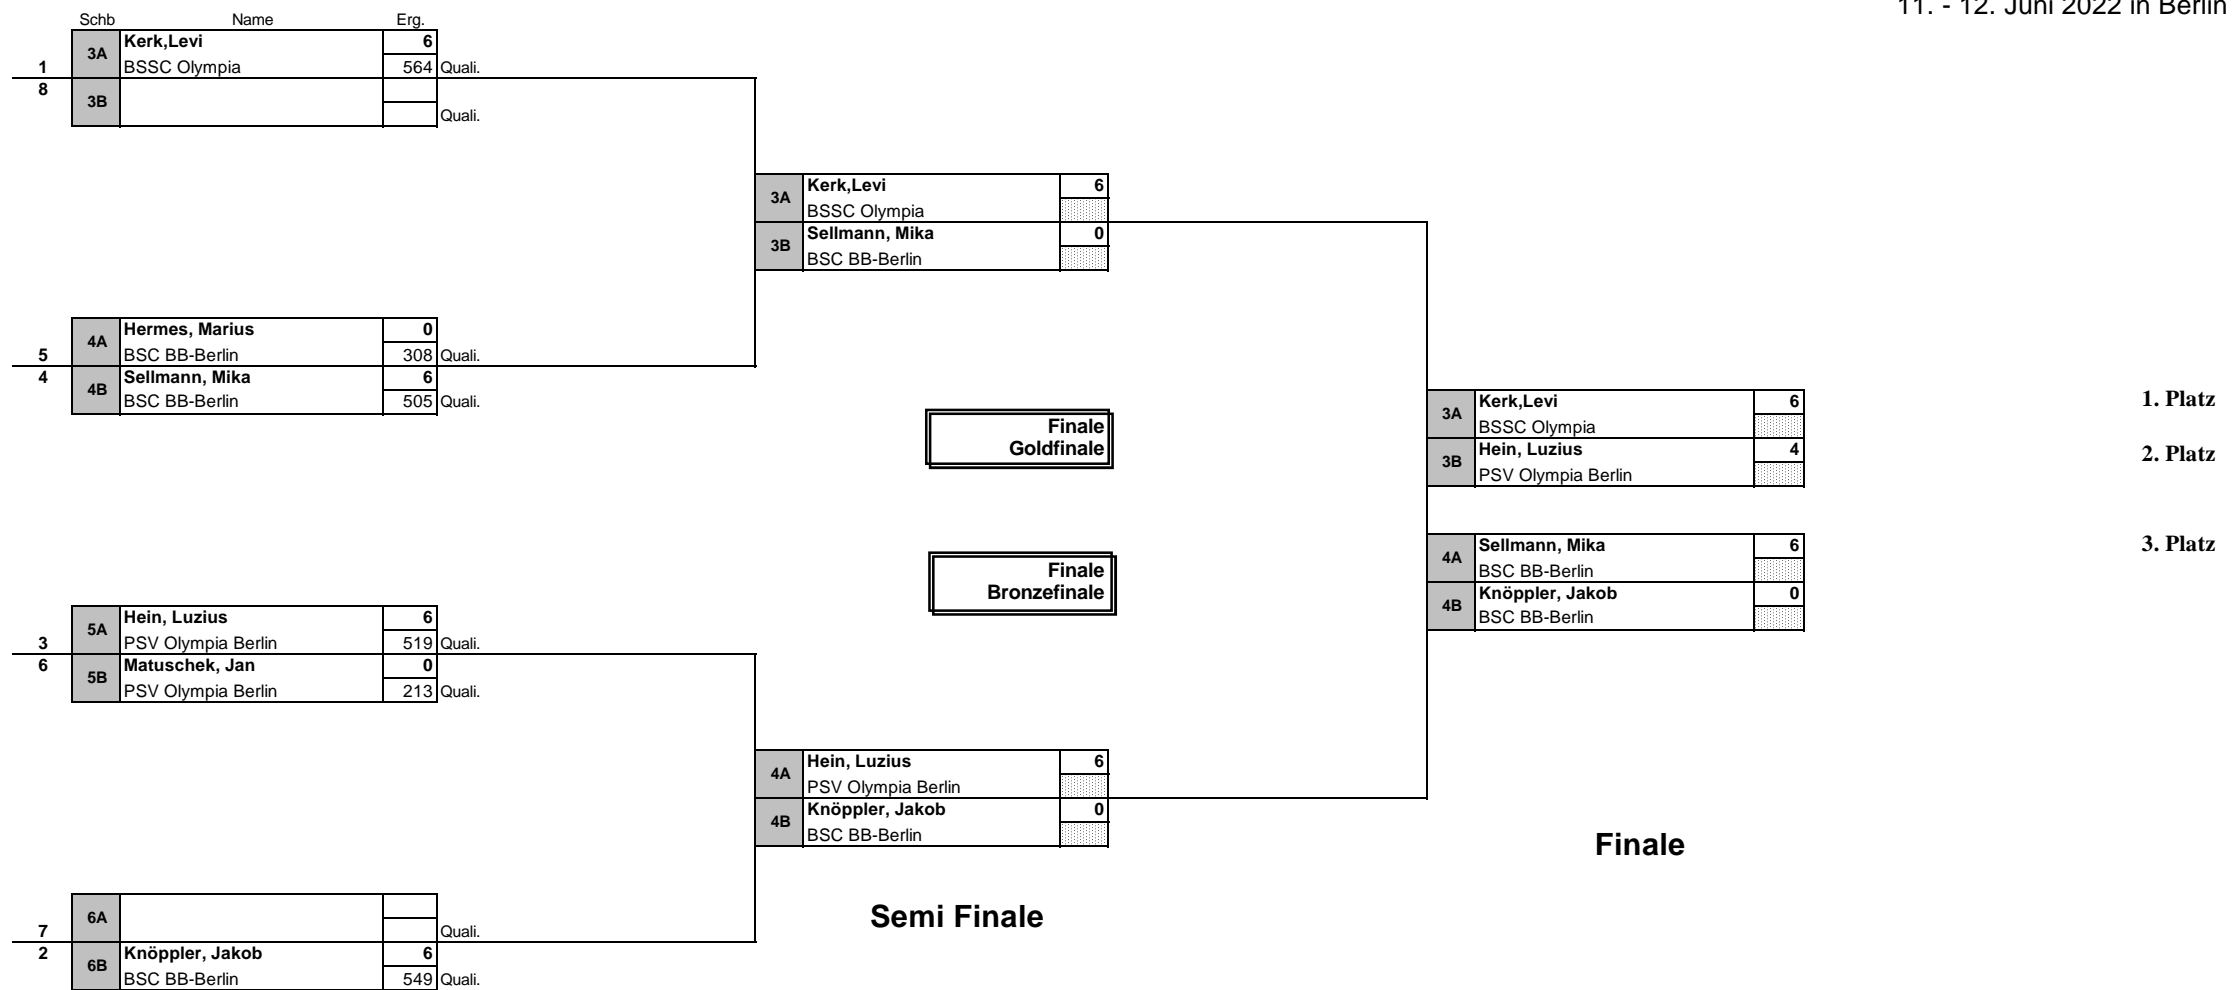 11. - 12. Juni 2022 in Berlin
Schb Name Erg.
3A Kerk,Levi 6
1 BSSC Olympia 564 Quali.
8 3B
Quali.
3A Kerk,Levi 6
BSSC Olympia
3B Sellmann, Mika 0
BSC BB-Berlin
4A Hermes, Marius 0
5 BSC BB-Berlin 308 Quali.
4 4B Sellmann, Mika 6
BSC BB-Berlin 505 Quali.
Finale
Goldfinale
3A Kerk,Levi 6 1. Platz
BSSC Olympia
3B Hein, Luzius 4 2. Platz
PSV Olympia Berlin
Finale
Bronzefinale
4A Sellmann, Mika 6 3. Platz
BSC BB-Berlin
4B Knöppler, Jakob 0
BSC BB-Berlin
5A Hein, Luzius 6
3 PSV Olympia Berlin 519 Quali.
6 5B Matuschek, Jan 0
PSV Olympia Berlin 213 Quali.
4A Hein, Luzius 6
PSV Olympia Berlin
4B Knöppler, Jakob 0
BSC BB-Berlin
Finale
Semi Finale
6A
7 Quali.
2 6B Knöppler, Jakob 6
BSC BB-Berlin 549 Quali.